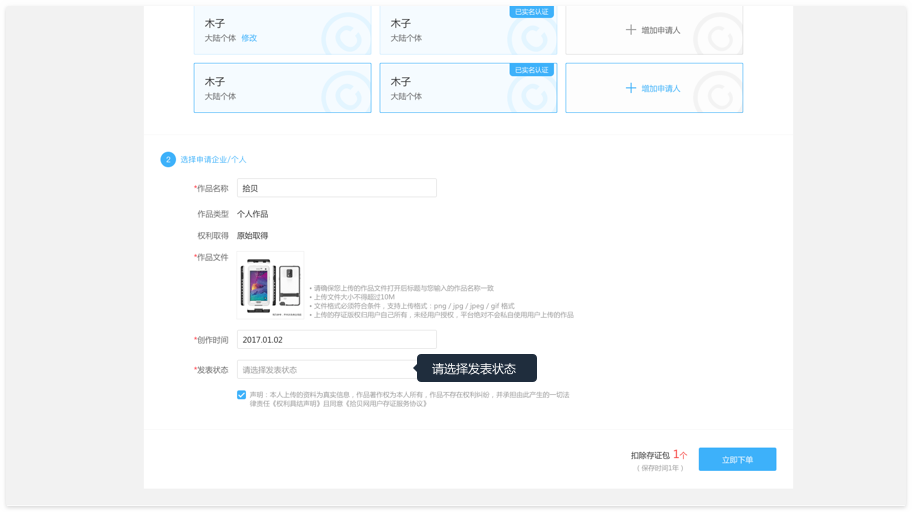 已实名认证
木子
大陆个体 修改
木子
大陆个体
增加申请人
已实名认证
木子
大陆个体
木子
大陆个体
增加申请人
2 选择申请企业/个人
*作品名称 拾贝
作品类型 个人作品
权利取得 原始取得
*作品文件
• 请确保您上传的作品文件打开后标题与您输入的作品名称一致
• 上传文件大小不得超过10M
• 文件格式必须符合条件，支持上传格式：png / jpg / jpeg / gif 格式
• 上传的存证版权归用户自己所有，未经用户授权，平台绝对不会私自使用用户上传的作品
*创作时间 2017.01.02
*发表状态 请选择发表状态 请选择发表状态
声明：本人上传的资料为真实信息，作品著作权为本人所有，作品不存在权利纠纷，并承担由此产生的一切法
律责任《权利具结声明》且同意《拾贝网用户存证服务协议》
扣除存证包 1个 立即下单
（ 保存时间1年 ）